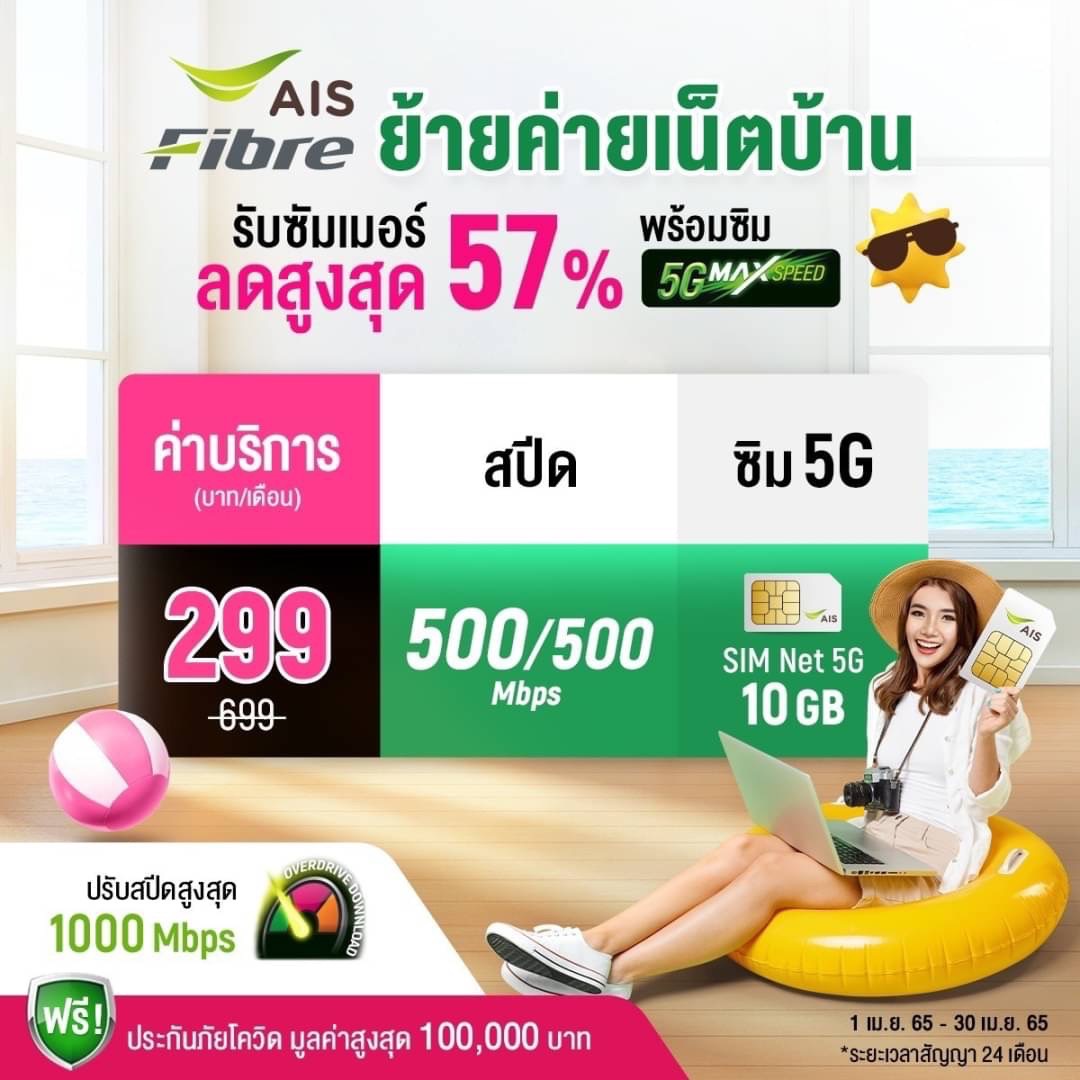 AIS
Fibre
ย้ายค่ายเน็ตบ้าน
รับซัมเมอร์
ลดสูงสุด 57%
พร้อมซิม
5G MAX SPEED
ค่าบริการ
(บาท/เดือน)
สปีด
ซิม 5G
299
699
500/500
Mbps
AIS
SIM Net 5G
10 GB
AIS
ปรับสปีดสูงสุด
1000 Mbps
OVERDRIVE DOWNLOAD
ฟรี!
ประกันภัยโควิด มูลค่าสูงสุด 100,000 บาท
1 เม.ย. 65 - 30 เม.ย. 65
*ระยะเวลาสัญญา 24 เดือน